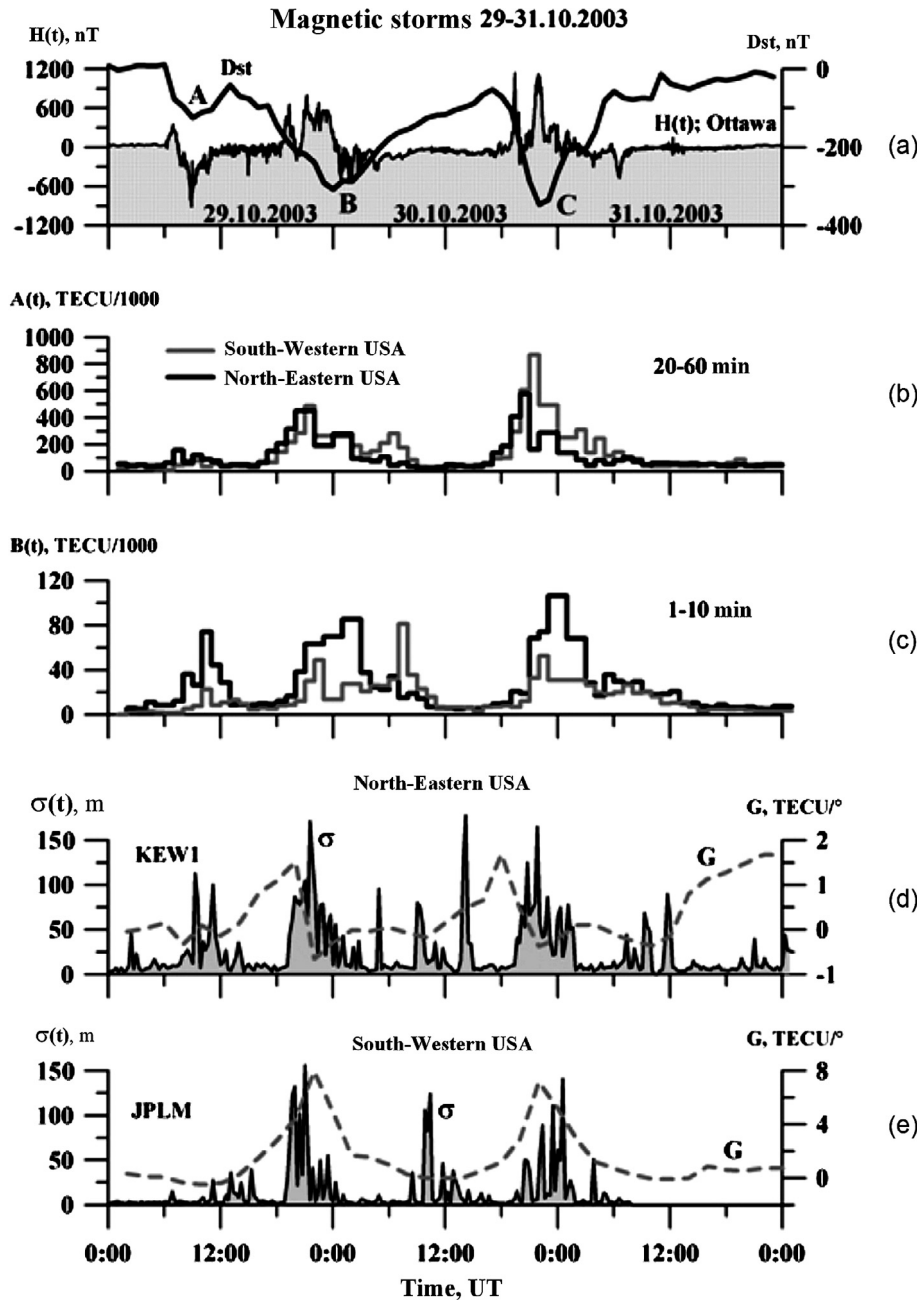 Magnetic storms 29-31.10.2003
H(t), nT
Dst, nT
1200
600
0
-600
-1200
A
Dst
B
C
H(t); Ottawa
29.10.2003
30.10.2003
31.10.2003
0
-200
-400
(a)
A(t), TECU/1000
1000
800
600
400
200
0
South-Western USA
North-Eastern USA
20-60 min
(b)
B(t), TECU/1000
120
80
40
0
1-10 min
(c)
North-Eastern USA
σ(t), m
G, TECU/°
150
100
50
0
KEW1
σ
G
2
1
0
-1
(d)
South-Western USA
σ(t), m
G, TECU/°
150
100
50
0
JPLM
σ
G
8
4
0
(e)
0:00 12:00 0:00 12:00 0:00 12:00 0:00
Time, UT